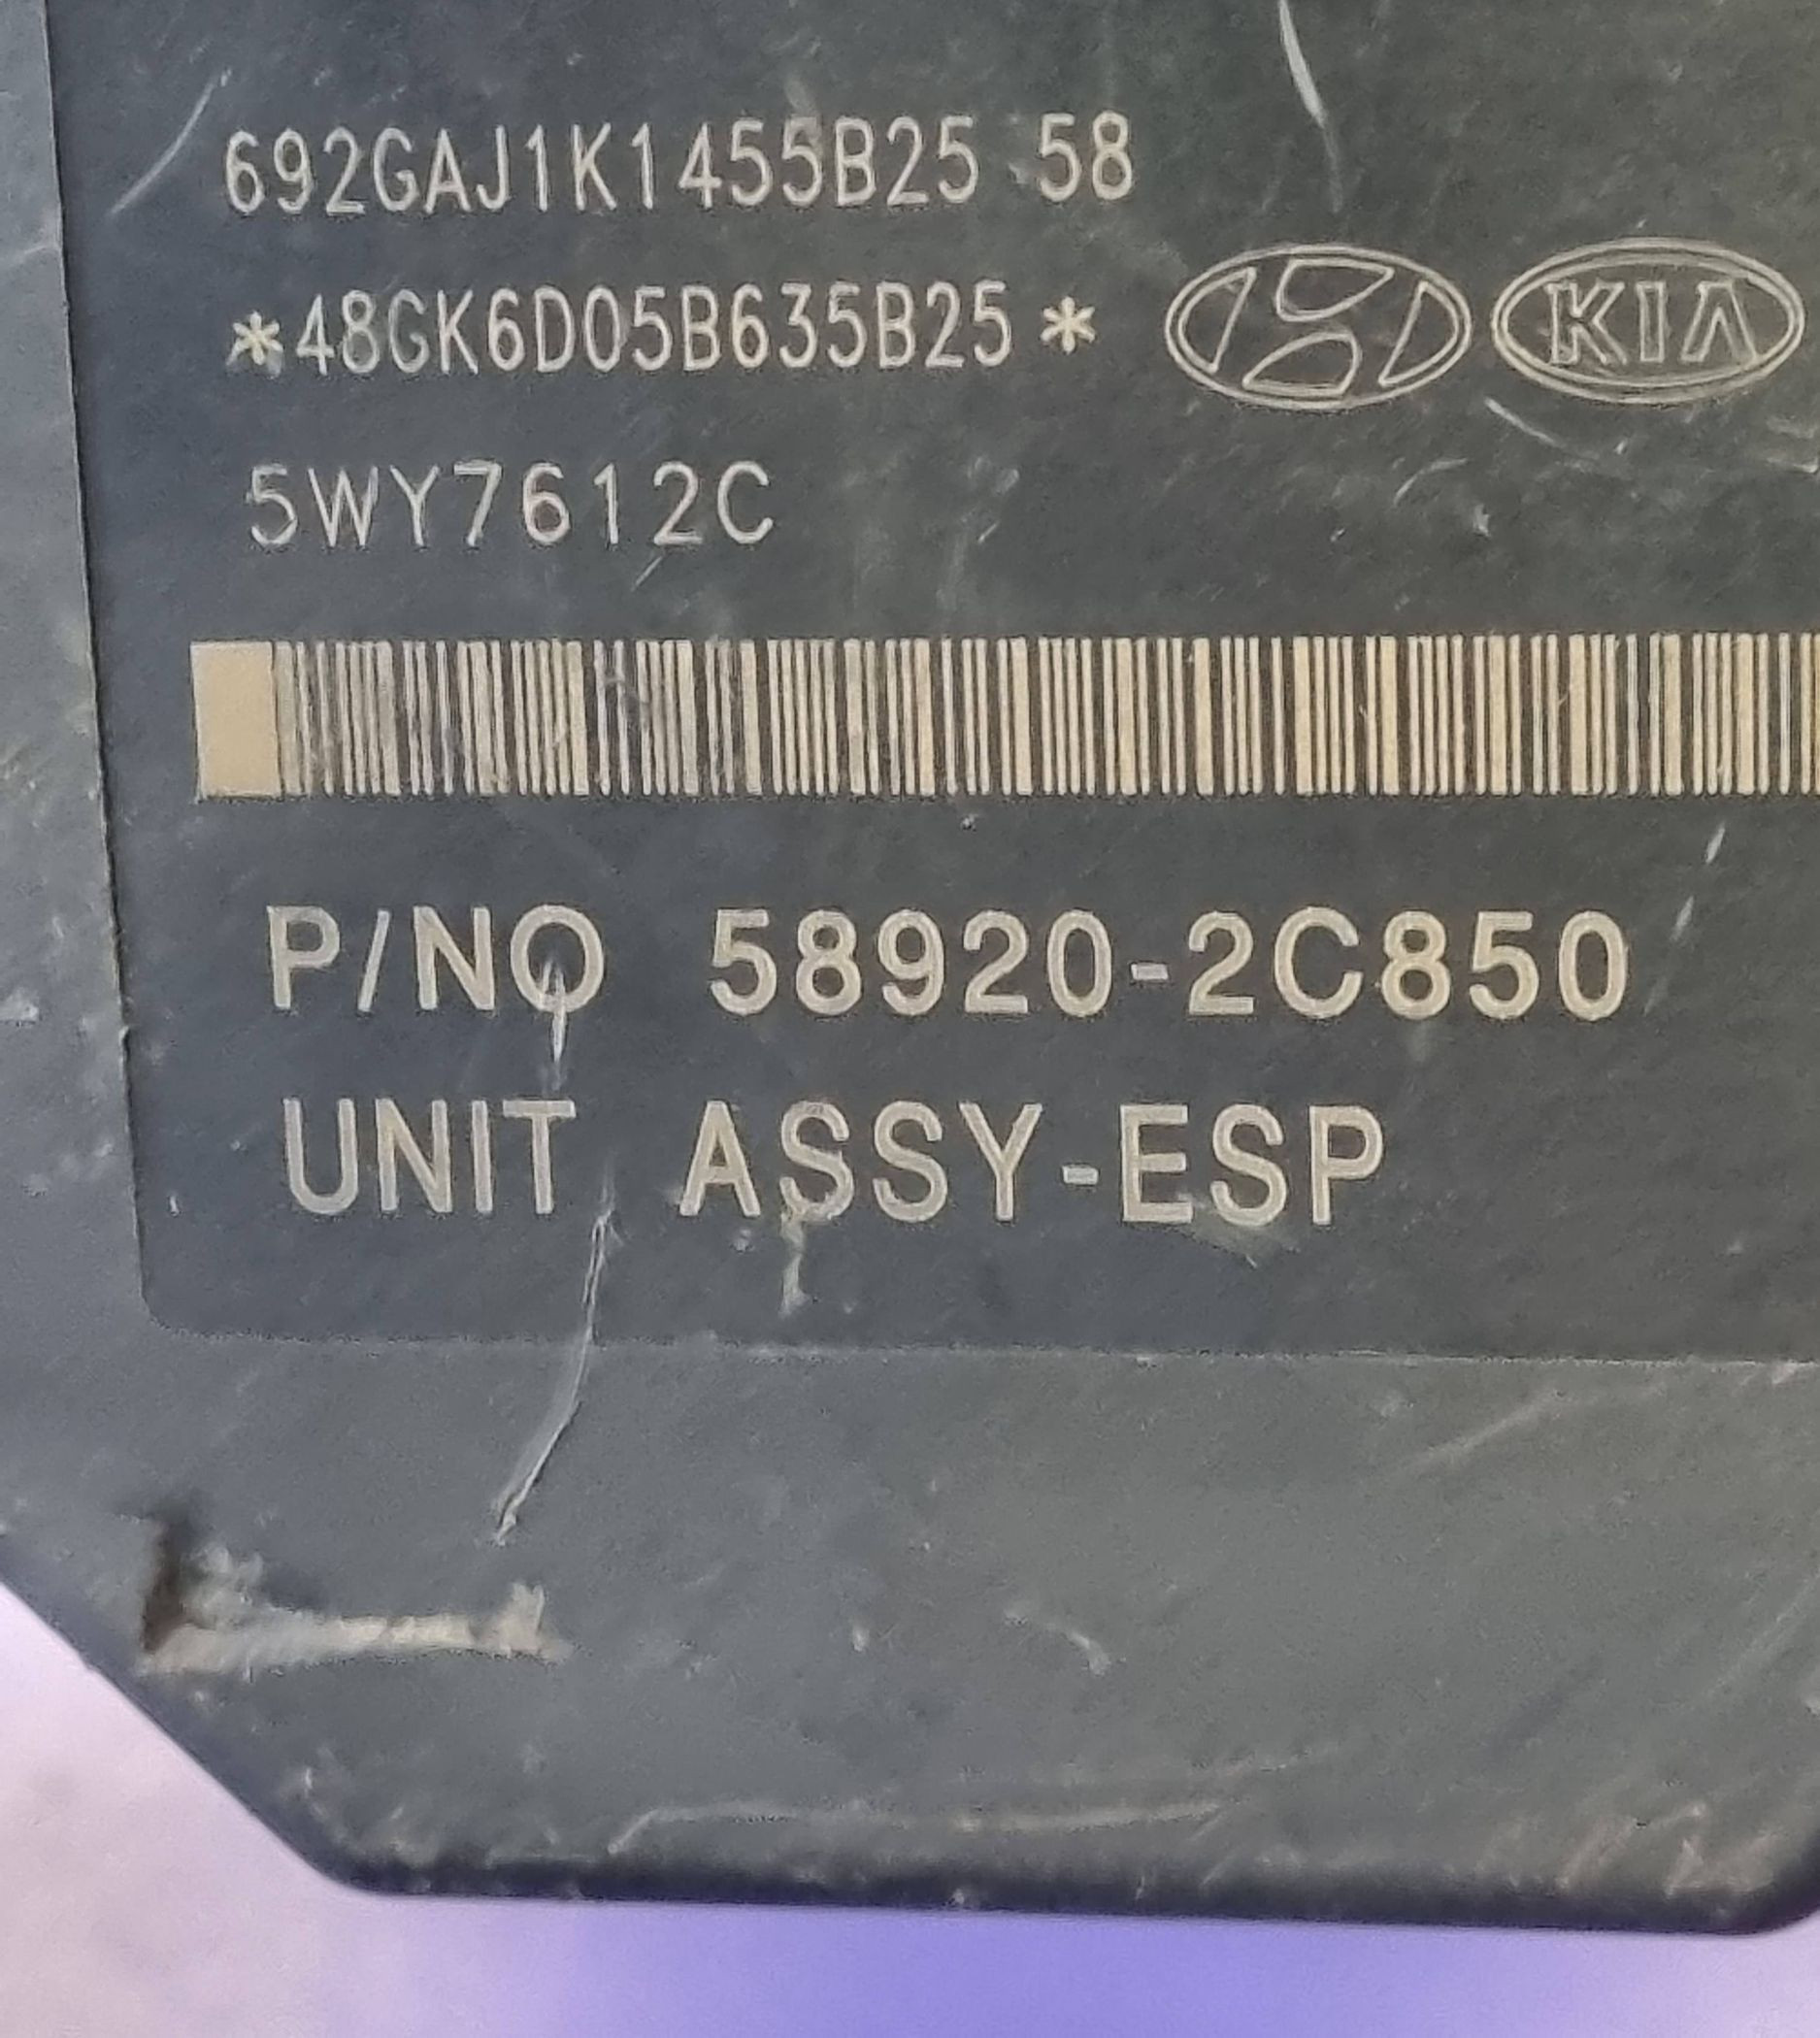 692GAJ1K1455B25 58
*48GK6D05B635B25*
KIA
5WY7612C
P/NO 58920-2C850
UNIT ASSY-ESP